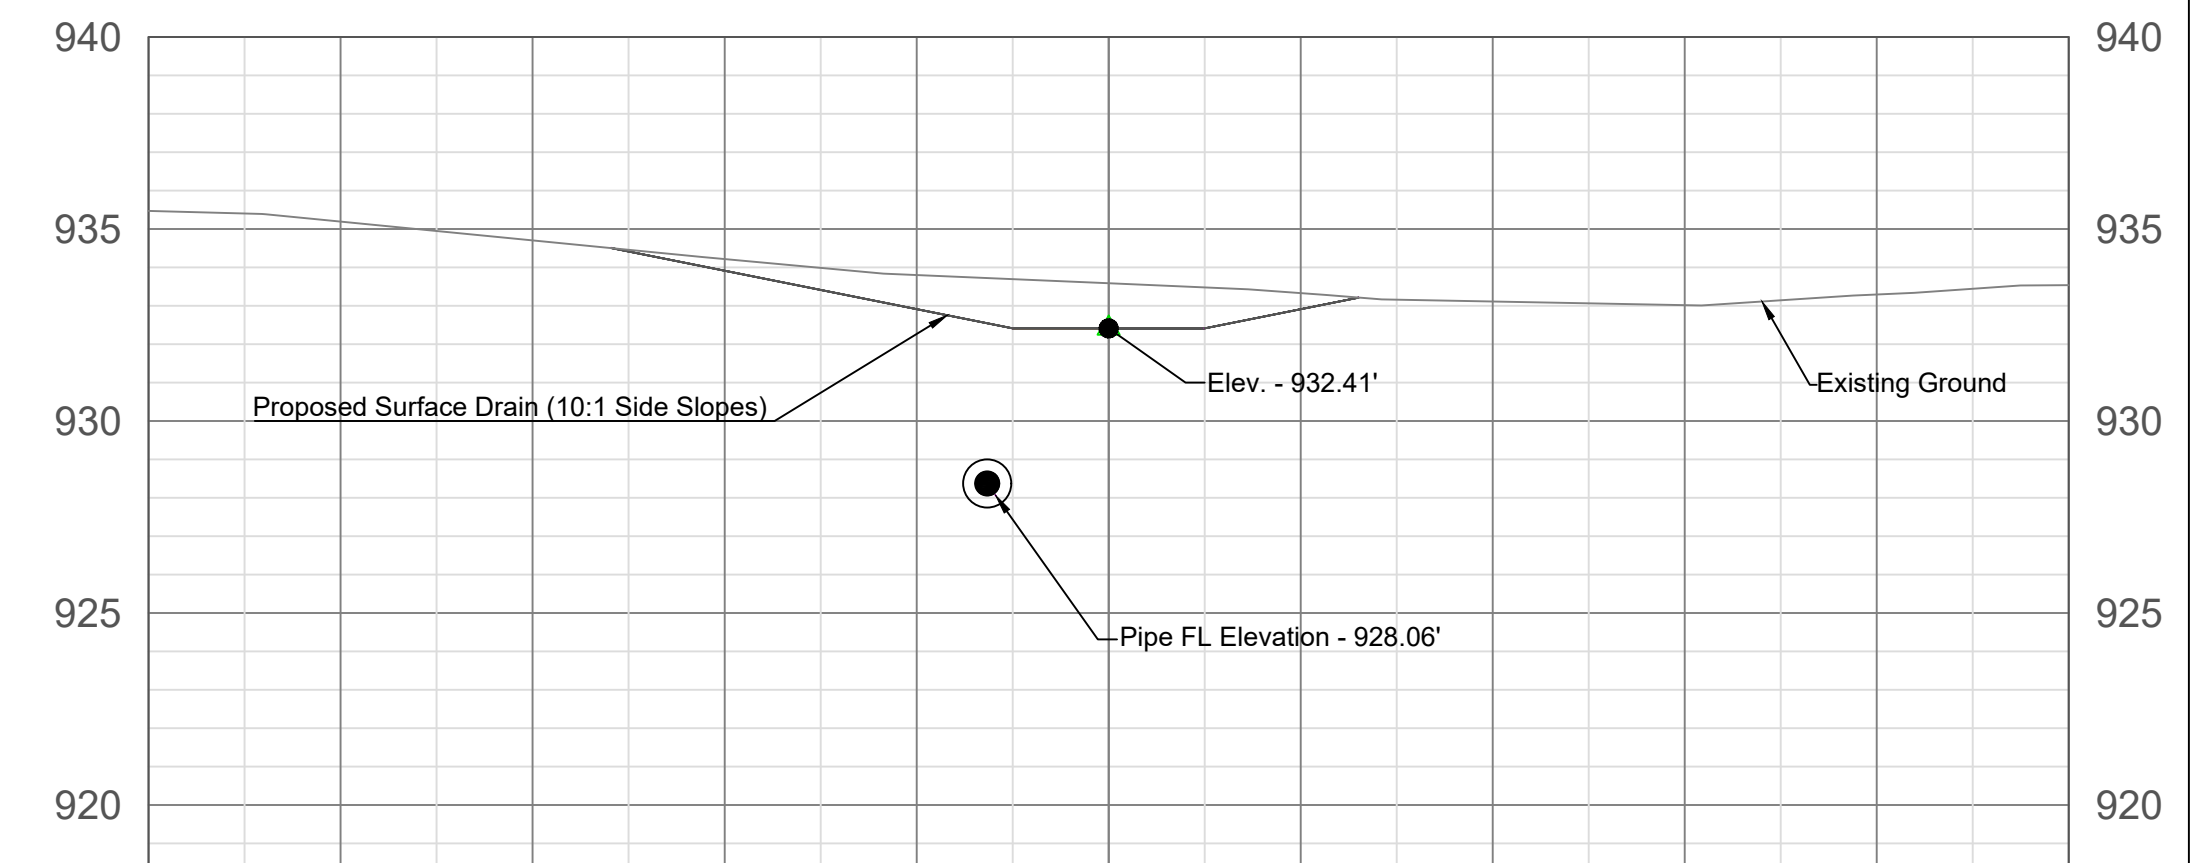 940 940
935 935
Elev. - 932.41'
Existing Ground
Proposed Surface Drain (10:1 Side Slopes)
930 930
925 925
Pipe FL Elevation - 928.06'
920 920